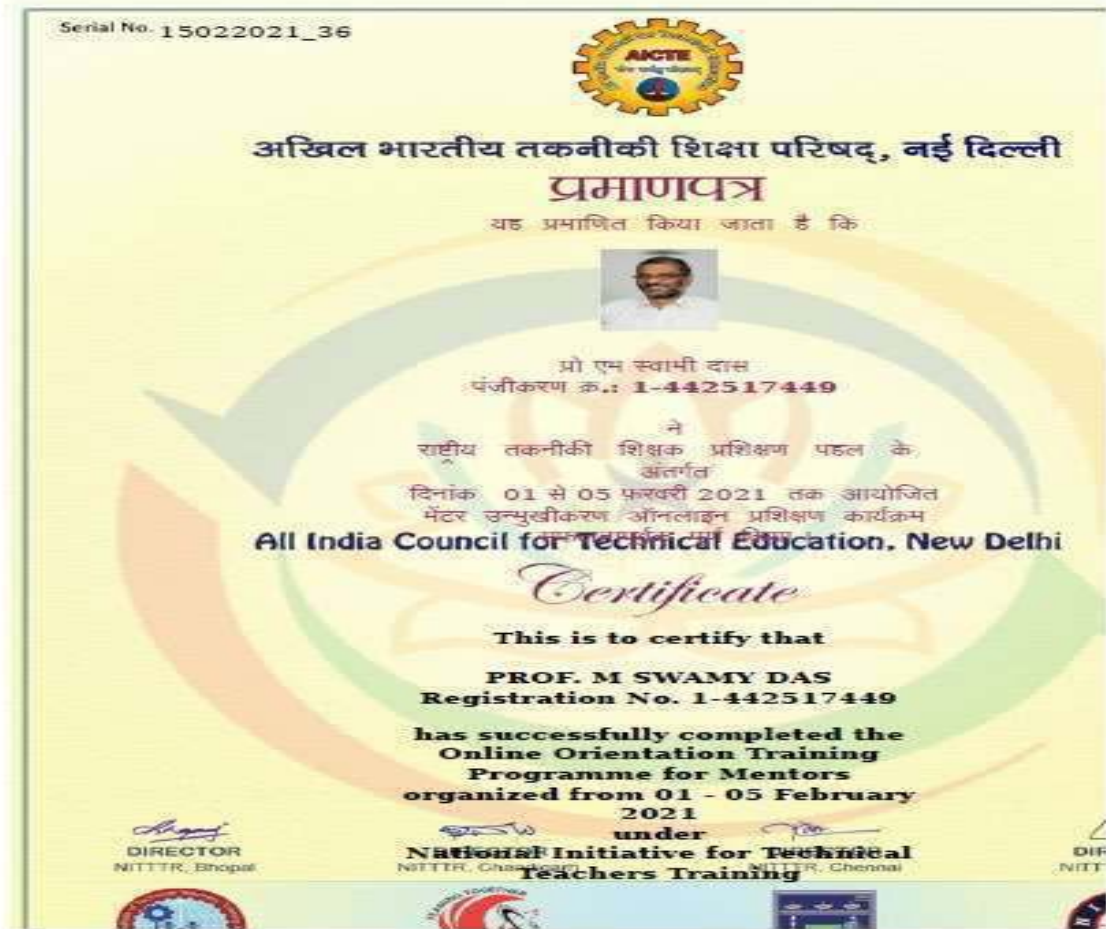 Serial No. 15022021_36
AICTE
अखिल भारतीय तकनीकी शिक्षा परिषद्, नई दिल्ली
प्रमाणपत्र
यह प्रमाणित किया जाता है कि
प्रो एम स्वामी दास
पंजीकरण क्र.: 1-442517449
ने
राष्ट्रीय तकनीकी शिक्षक प्रशिक्षण पहल के
अंतर्गत
दिनांक 01 से 05 फरवरी 2021 तक आयोजित
मेंटर उन्मुखीकरण ऑनलाइन प्रशिक्षण कार्यक्रम
All India Council for Technical Education, New Delhi
Certificate
This is to certify that
PROF. M SWAMY DAS
Registration No. 1-442517449
has successfully completed the
Online Orientation Training
Programme for Mentors
organized from 01 - 05 February
2021
under
National Initiative for Technical
Teachers Training
DIRECTOR
NITTTR, Bhopal
NITTTR, Chennai